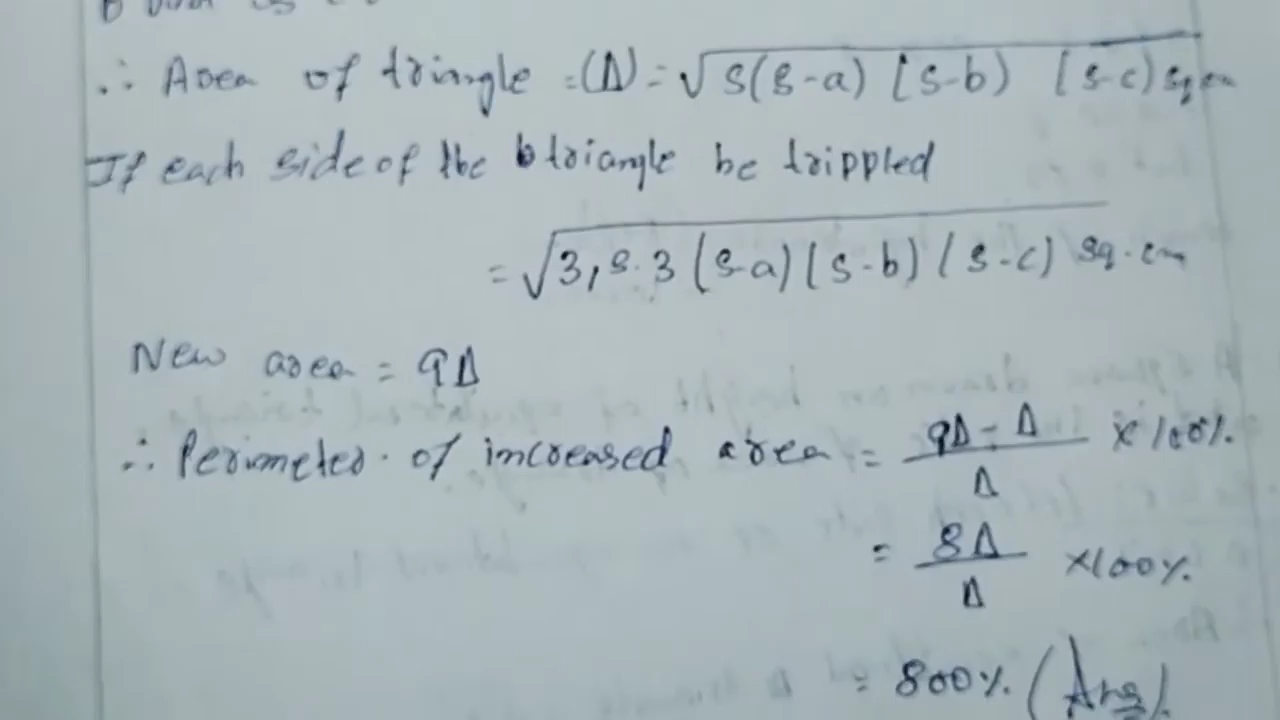 ∴ Area of triangle = (Δ) = √s(s-a) [s-b) [s-c) sq cm
If each side of the triangle be trippled
= √3,s.3 (s-a) (s-b) (s-c) sq.cm
New area = 9Δ
∴ Perimeter of increased area = 9Δ-Δ/Δ ×100%.
= 8Δ/Δ ×100%.
= 800%. (Ans).